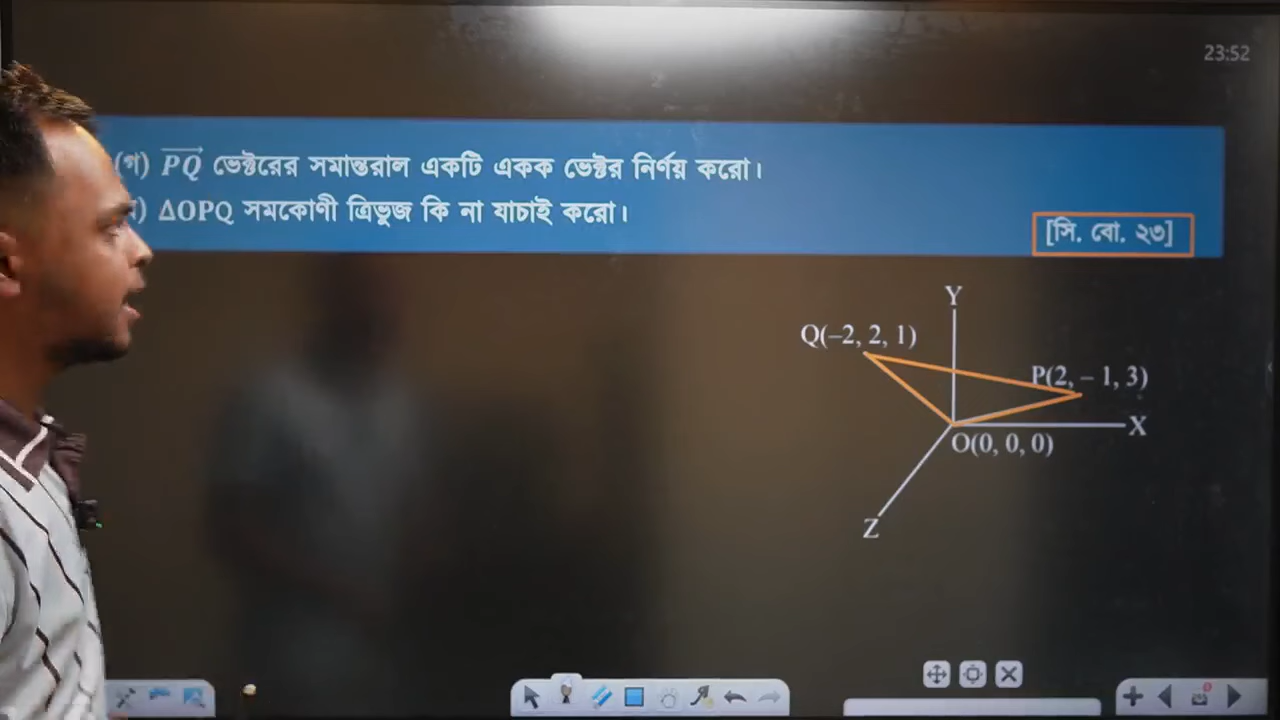 23:52
(গ) PQ ভেক্টরের সমান্তরাল একটি একক ভেক্টর নির্ণয় করো।
) ΔOPQ সমকোণী ত্রিভুজ কি না যাচাই করো।
[সি. বো. ২৩]
Y
Q(–2, 2, 1)
P(2, – 1, 3)
X
O(0, 0, 0)
Z